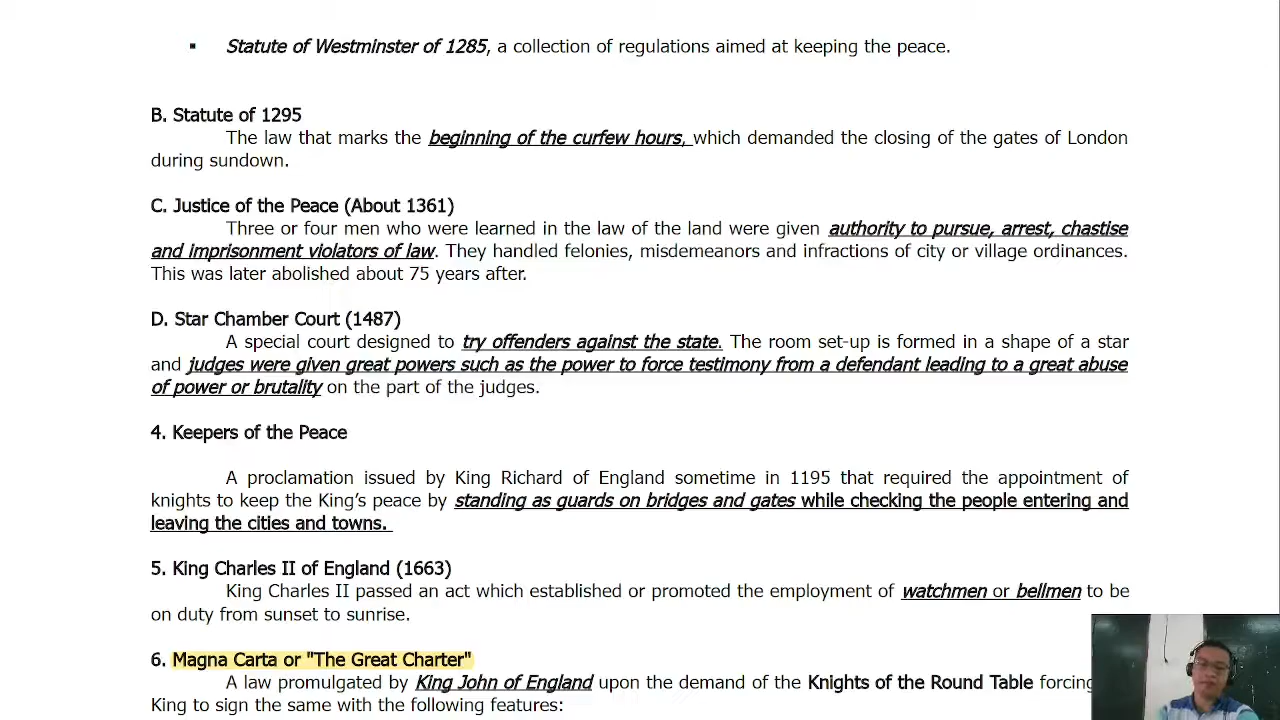 ▪ Statute of Westminster of 1285, a collection of regulations aimed at keeping the peace.
B. Statute of 1295
The law that marks the beginning of the curfew hours, which demanded the closing of the gates of London
during sundown.
C. Justice of the Peace (About 1361)
Three or four men who were learned in the law of the land were given authority to pursue, arrest, chastise
and imprisonment violators of law. They handled felonies, misdemeanors and infractions of city or village ordinances.
This was later abolished about 75 years after.
D. Star Chamber Court (1487)
A special court designed to try offenders against the state. The room set-up is formed in a shape of a star
and judges were given great powers such as the power to force testimony from a defendant leading to a great abuse
of power or brutality on the part of the judges.
4. Keepers of the Peace
A proclamation issued by King Richard of England sometime in 1195 that required the appointment of
knights to keep the King's peace by standing as guards on bridges and gates while checking the people entering and
leaving the cities and towns.
5. King Charles II of England (1663)
King Charles II passed an act which established or promoted the employment of watchmen or bellmen to be
on duty from sunset to sunrise.
6. Magna Carta or "The Great Charter"
A law promulgated by King John of England upon the demand of the Knights of the Round Table forcing
King to sign the same with the following features: